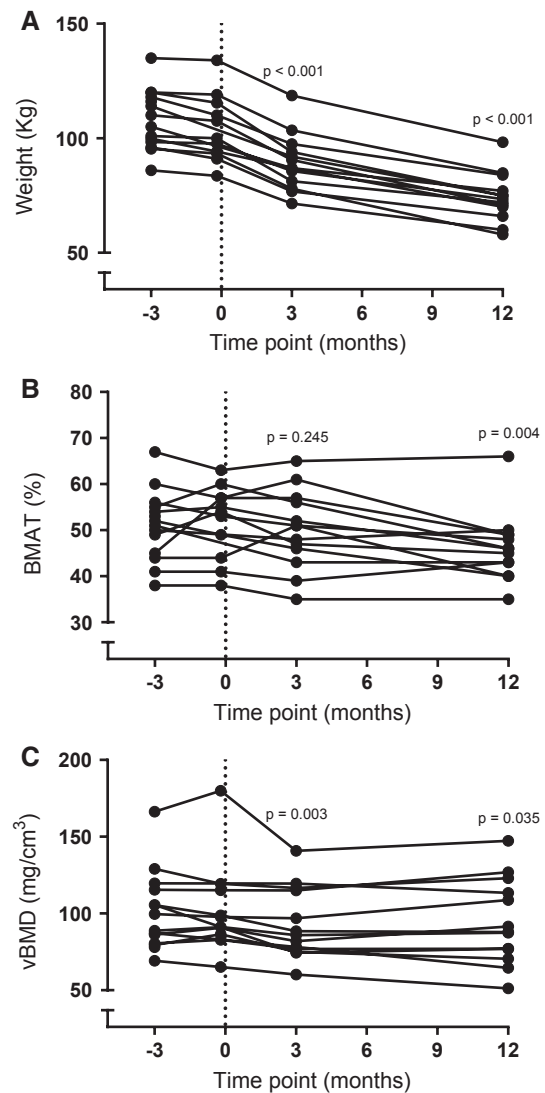 A
150
100
50
Weight (Kg)
p < 0.001
p < 0.001
-3 0 3 6 9 12
Time point (months)
B
80
70
60
50
40
30
BMAT (%)
p = 0.245
p = 0.004
-3 0 3 6 9 12
Time point (months)
C
200
150
100
50
vBMD (mg/cm³)
p = 0.003
p = 0.035
-3 0 3 6 9 12
Time point (months)